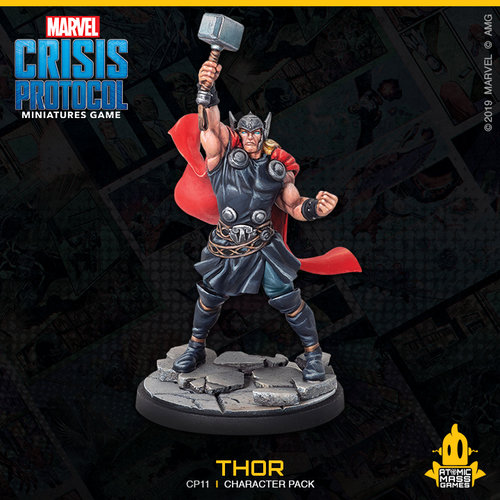 MARVEL
CRISIS
PROTOCOL
MINIATURES GAME
©2019 MARVEL © AMG
THOR
CP11 | CHARACTER PACK
ATOMIC
MASS
GAMES